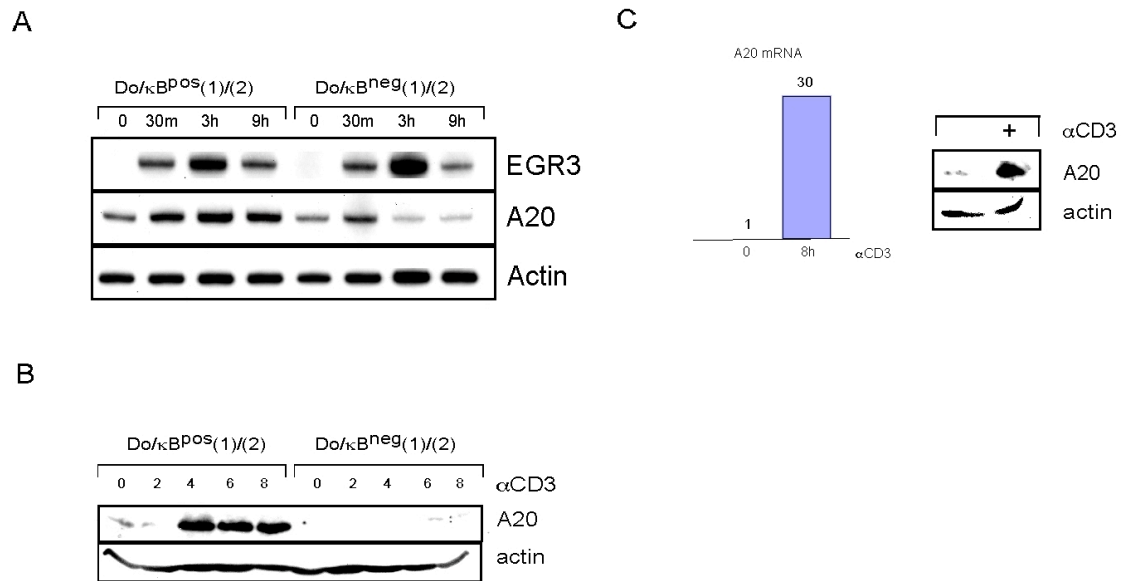 A
Do/κBpos(1)/(2) Do/κBneg(1)/(2)
0 30m 3h 9h 0 30m 3h 9h
EGR3
A20
Actin
B
Do/κBpos(1)/(2) Do/κBneg(1)/(2)
0 2 4 6 8 0 2 4 6 8 αCD3
A20
actin
C
A20 mRNA
30
1
0 8h αCD3
+ αCD3
A20
actin